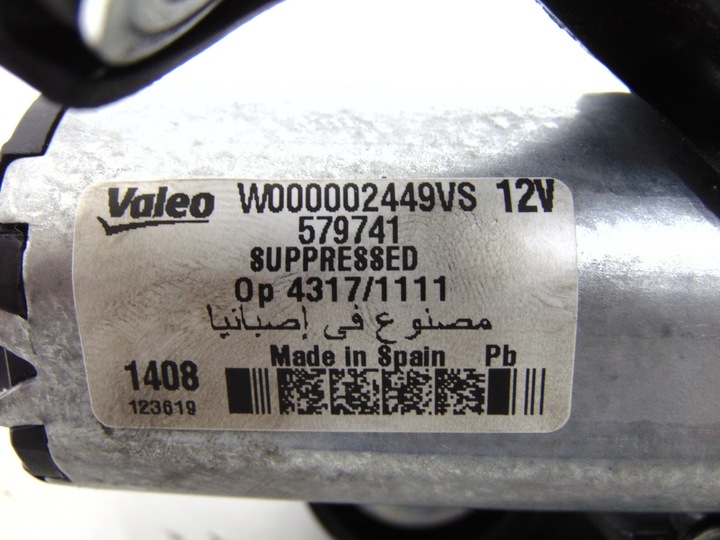 Valeo W000002449VS 12V
579741
SUPPRESSED
Op 4317/1111
مصنوع في إصبانيا
Made in Spain Pb
1408
123619